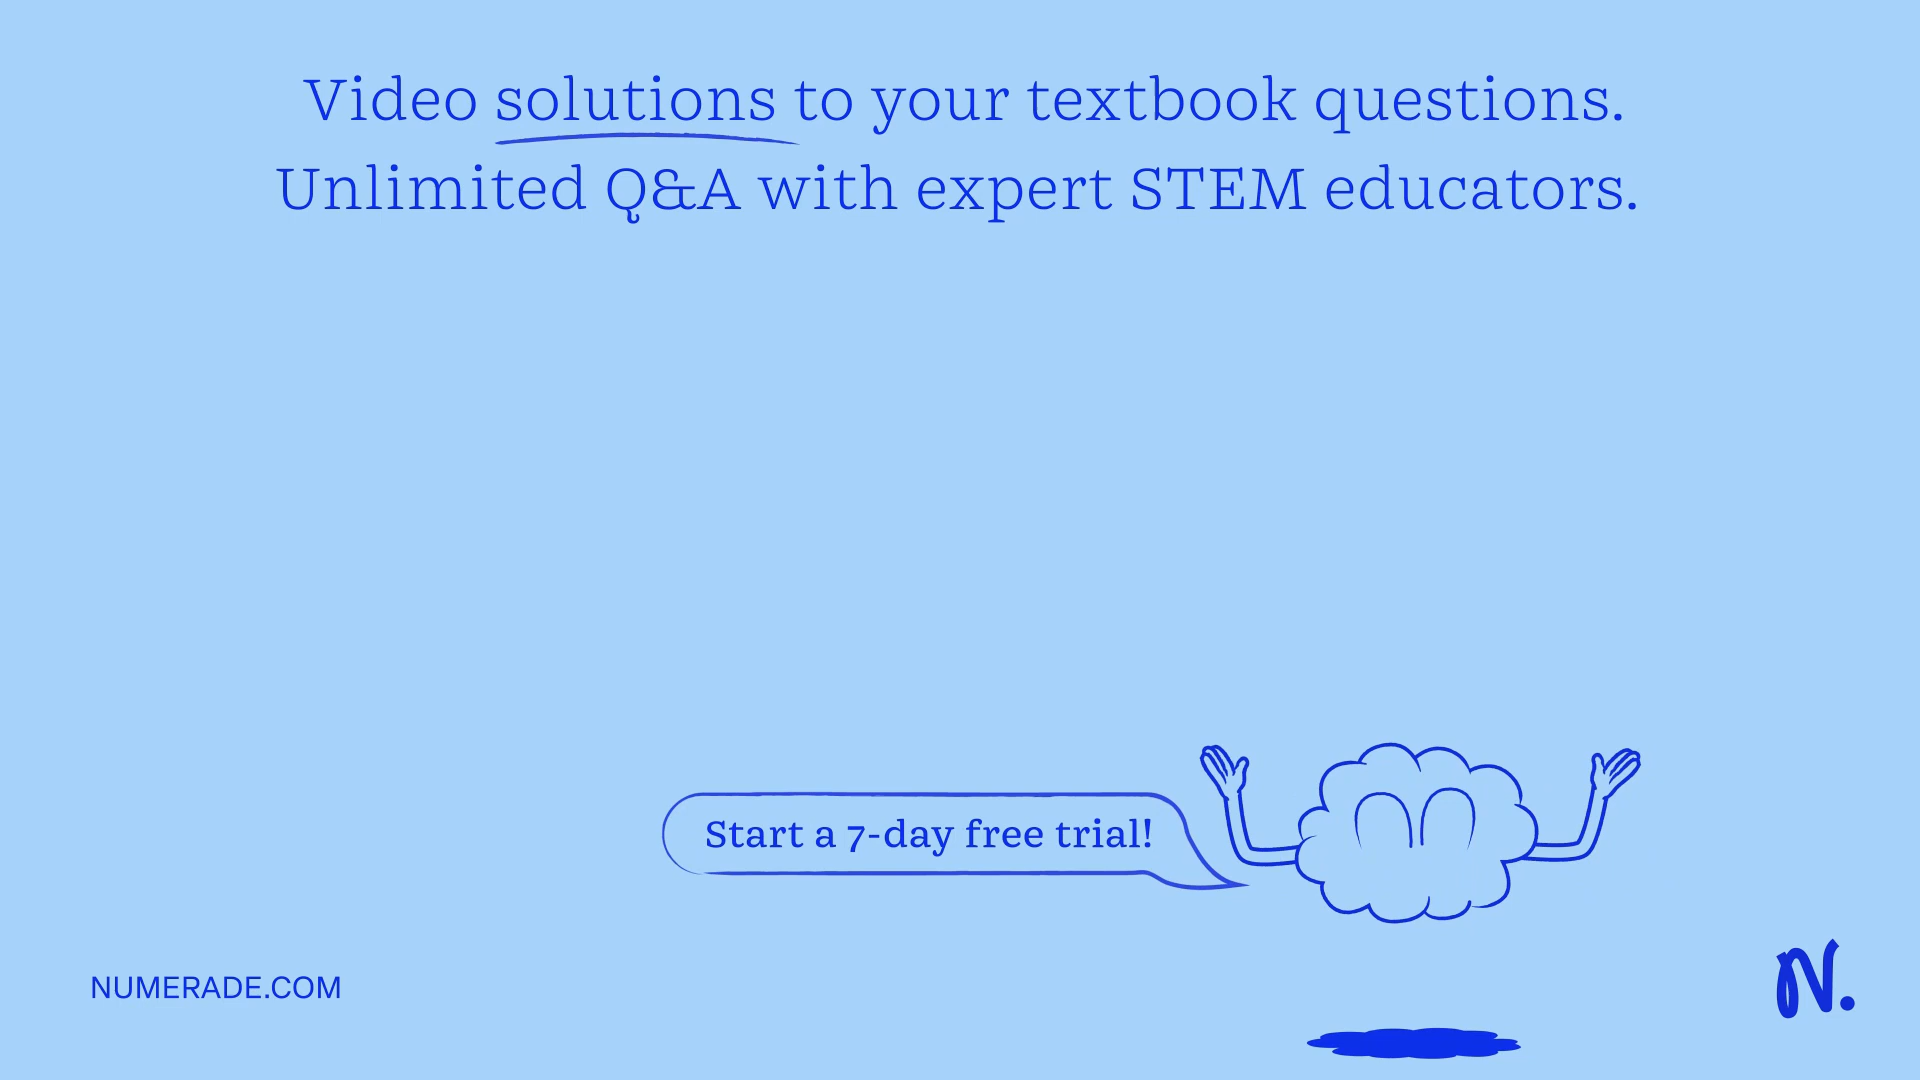 Video solutions to your textbook questions.
Unlimited Q&A with expert STEM educators.
Start a 7-day free trial!
NUMERADE.COM
N.